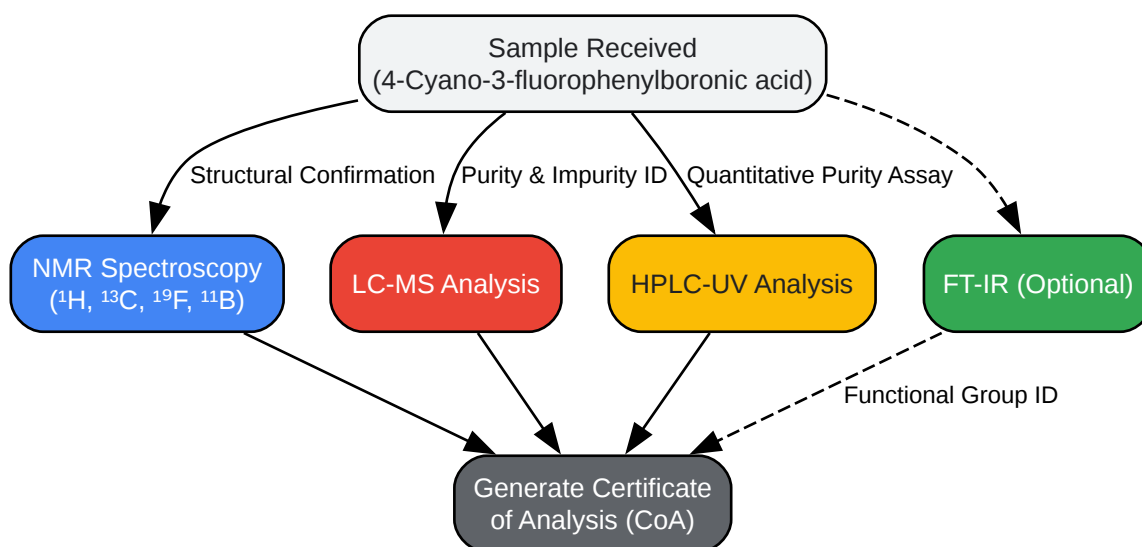 Sample Received
(4-Cyano-3-fluorophenylboronic acid)
Structural Confirmation
Purity & Impurity ID
Quantitative Purity Assay
NMR Spectroscopy
(¹H, ¹³C, ¹⁹F, ¹¹B)
LC-MS Analysis
HPLC-UV Analysis
FT-IR (Optional)
Functional Group ID
Generate Certificate
of Analysis (CoA)